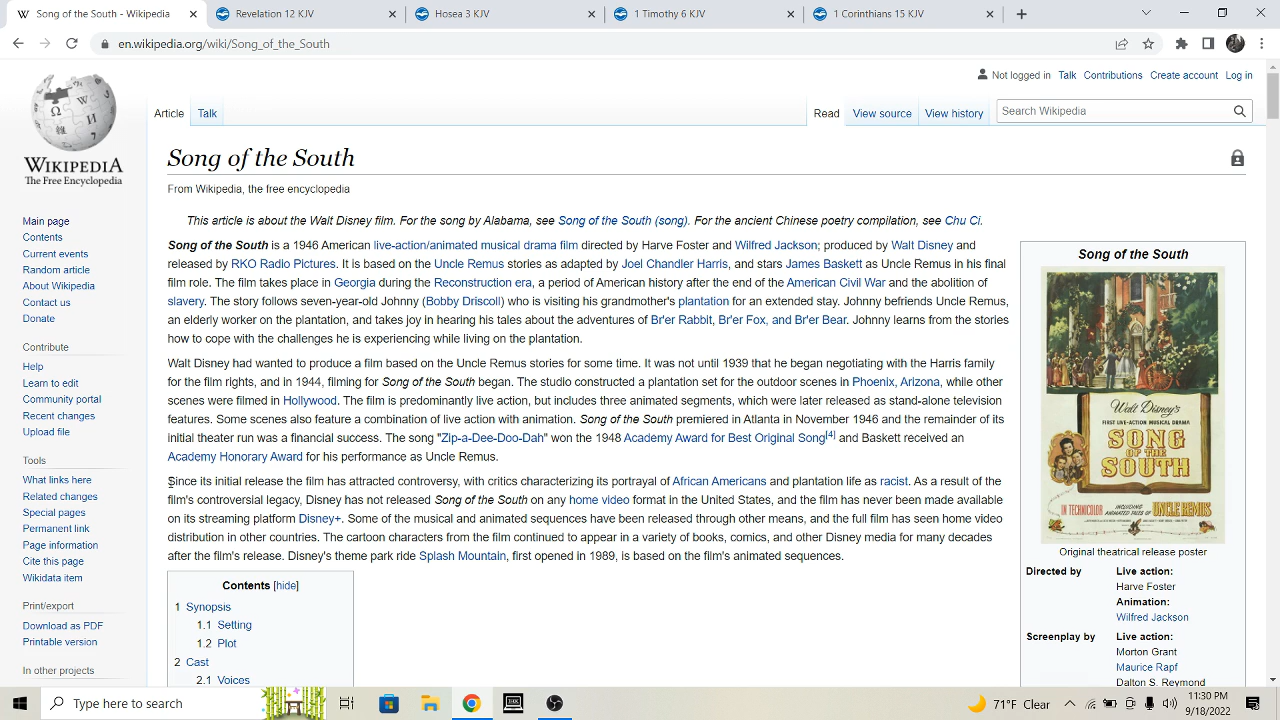 Song of the South - Wikipedia
Revelation 12 KJV
Hosea 3 KJV
1 Timothy 6 KJV
1 Corinthians 15 KJV
en.wikipedia.org/wiki/Song_of_the_South
Not logged in Talk Contributions Create account Log in
Article Talk Read View source View history Search Wikipedia
WIKIPEDIA
The Free Encyclopedia
Main page
Contents
Current events
Random article
About Wikipedia
Contact us
Donate
Contribute
Help
Learn to edit
Community portal
Recent changes
Upload file
Tools
What links here
Related changes
Special pages
Permanent link
Page information
Cite this page
Wikidata item
Print/export
Download as PDF
Printable version
In other projects
Song of the South
From Wikipedia, the free encyclopedia
This article is about the Walt Disney film. For the song by Alabama, see Song of the South (song). For the ancient Chinese poetry compilation, see Chu Ci.
Song of the South is a 1946 American live-action/animated musical drama film directed by Harve Foster and Wilfred Jackson; produced by Walt Disney and
released by RKO Radio Pictures. It is based on the Uncle Remus stories as adapted by Joel Chandler Harris, and stars James Baskett as Uncle Remus in his final
film role. The film takes place in Georgia during the Reconstruction era, a period of American history after the end of the American Civil War and the abolition of
slavery. The story follows seven-year-old Johnny (Bobby Driscoll) who is visiting his grandmother's plantation for an extended stay. Johnny befriends Uncle Remus,
an elderly worker on the plantation, and takes joy in hearing his tales about the adventures of Br'er Rabbit, Br'er Fox, and Br'er Bear. Johnny learns from the stories
how to cope with the challenges he is experiencing while living on the plantation.
Walt Disney had wanted to produce a film based on the Uncle Remus stories for some time. It was not until 1939 that he began negotiating with the Harris family
for the film rights, and in 1944, filming for Song of the South began. The studio constructed a plantation set for the outdoor scenes in Phoenix, Arizona, while other
scenes were filmed in Hollywood. The film is predominantly live action, but includes three animated segments, which were later released as stand-alone television
features. Some scenes also feature a combination of live action with animation. Song of the South premiered in Atlanta in November 1946 and the remainder of its
initial theater run was a financial success. The song "Zip-a-Dee-Doo-Dah" won the 1948 Academy Award for Best Original Song[4] and Baskett received an
Academy Honorary Award for his performance as Uncle Remus.
Since its initial release the film has attracted controversy, with critics characterizing its portrayal of African Americans and plantation life as racist. As a result of the
film's controversial legacy, Disney has not released Song of the South on any home video format in the United States, and the film has never been made available
on its streaming platform Disney+. Some of the musical and animated sequences have been released through other means, and the full film has seen home video
distribution in other countries. The cartoon characters from the film continued to appear in a variety of books, comics, and other Disney media for many decades
after the film's release. Disney's theme park ride Splash Mountain, first opened in 1989, is based on the film's animated sequences.
Contents [hide]
1 Synopsis
1.1 Setting
1.2 Plot
2 Cast
2.1 Voices
Song of the South
Walt Disney's
FIRST LIVE-ACTION MUSICAL DRAMA
SONG
OF THE
SOUTH
IN TECHNICOLOR
UNCLE REMUS
Original theatrical release poster
Directed by Live action:
Harve Foster
Animation:
Wilfred Jackson
Screenplay by Live action:
Morton Grant
Maurice Rapf
Dalton S. Reymond
Type here to search
71°F Clear
11:30 PM
9/18/2022